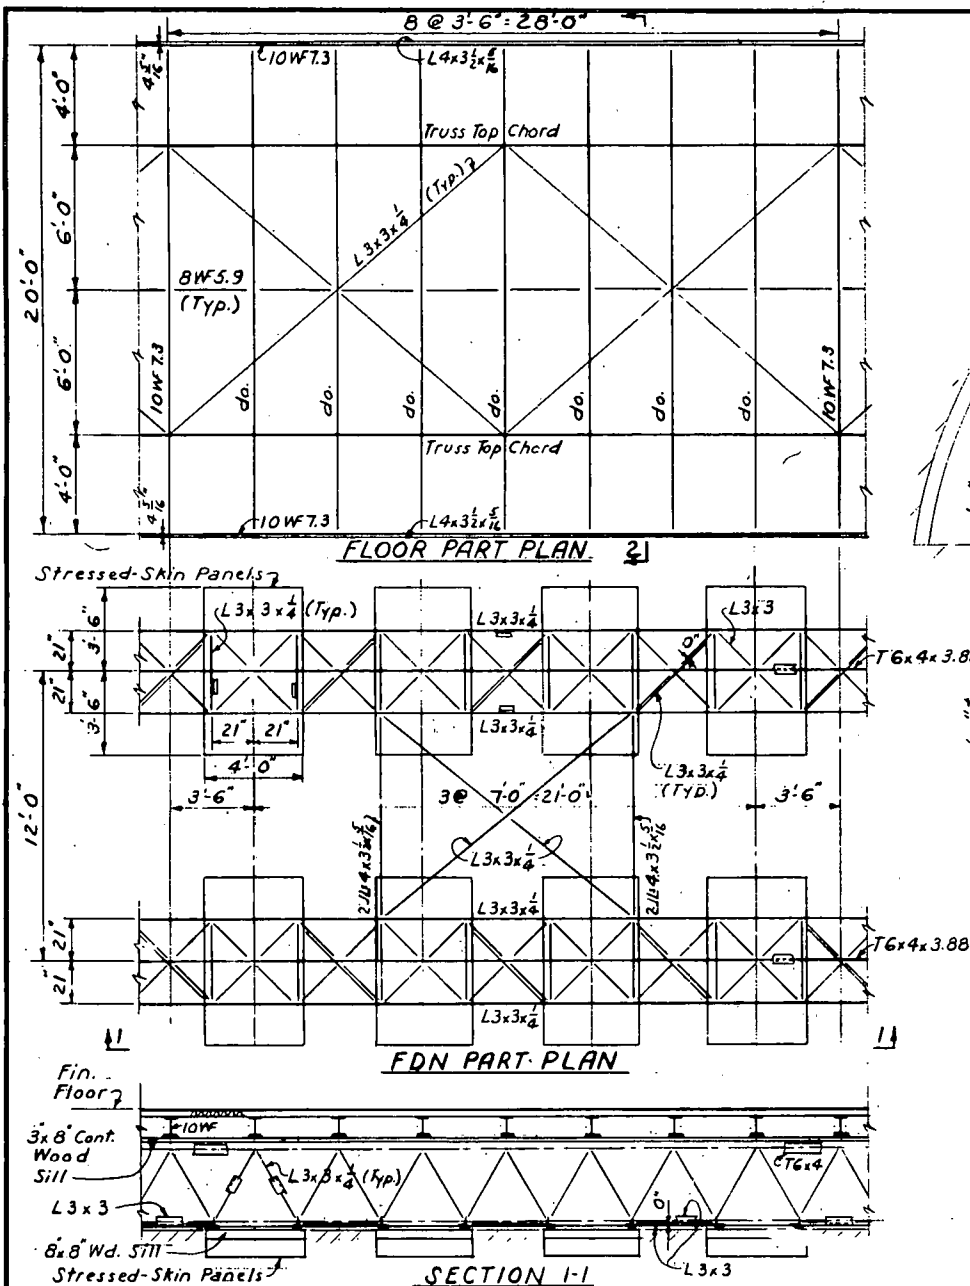 8 @ 3'-6" = 28'-0"
10WF7.3
L4x3½x5/16
4 5/16
4'-0"
Truss Top Chord
6'-0"
L3x3x¼ (Typ.)
20'-0"
8WF5.9
(Typ.)
6'-0"
10WF7.3
do.
do.
do.
do.
do.
do.
do.
10WF7.3
Truss Top Chord
4'-0"
4 5/16
10WF7.3
L4x3½x5/16
FLOOR PART PLAN
2
Stressed-Skin Panels
L3x3x¼ (Typ.)
L3x3x¼
L3x3
3'-6"
21"
0"
T6x4x3.88
21"
3'-6"
21"
21"
L3x3x¼
4'-0"
L3x3x¼
(Typ.)
3'-6"
3 @ 7'-0" = 21'-0"
3'-6"
12'-0"
2Ls4x3½x5/16
L3x3x¼
2Ls4x3½x5/16
L3x3x¼
21"
T6x4x3.88
21"
L3x3x¼
1
1
FDN PART PLAN
Fin.
Floor
10WF
3"x8" Cont.
Wood
Sill
T6x4
L3x3x¼ (Typ.)
L3x3
0"
8"x8" Wd. Sill
Stressed-Skin Panels
L3x3
SECTION 1-1